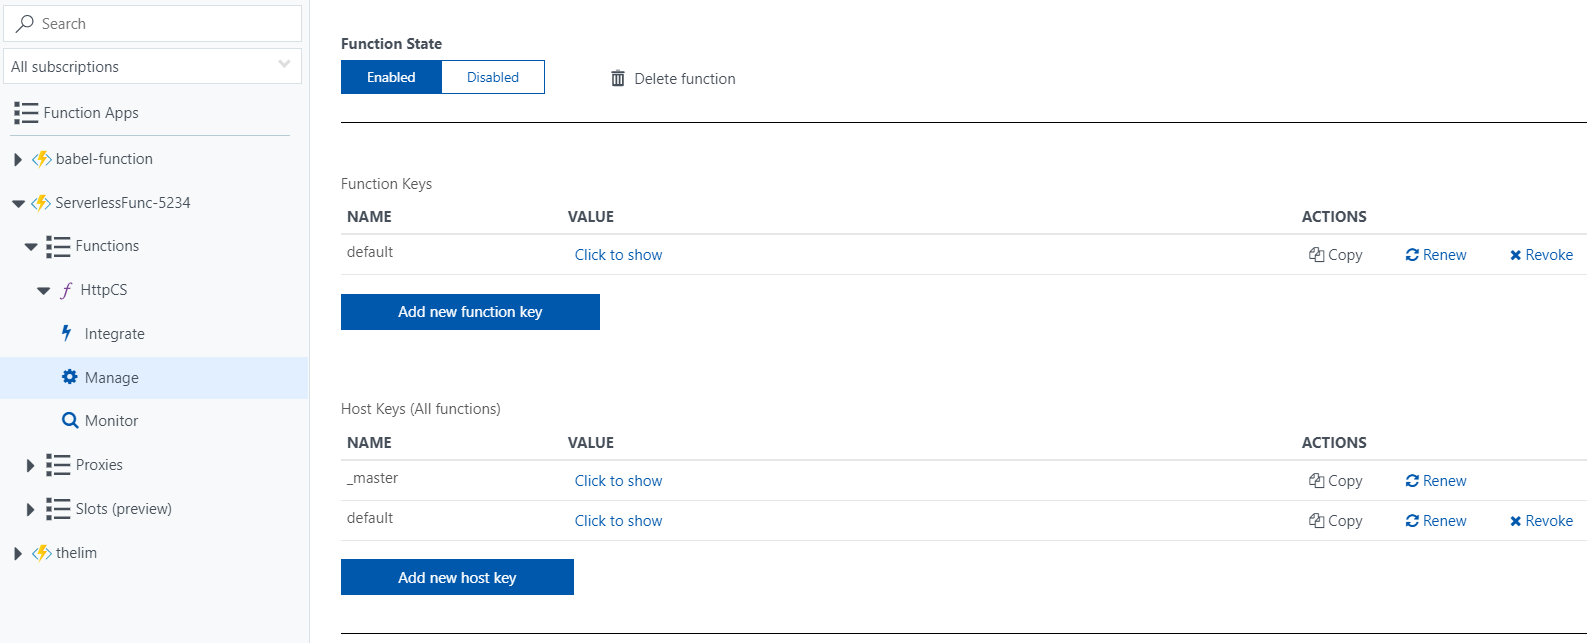 Search
All subscriptions
Function Apps
babel-function
ServerlessFunc-5234
Functions
HttpCS
Integrate
Manage
Monitor
Proxies
Slots (preview)
thelim
Function State
Enabled Disabled Delete function
Function Keys
NAME VALUE ACTIONS
default Click to show Copy Renew Revoke
Add new function key
Host Keys (All functions)
NAME VALUE ACTIONS
_master Click to show Copy Renew
default Click to show Copy Renew Revoke
Add new host key